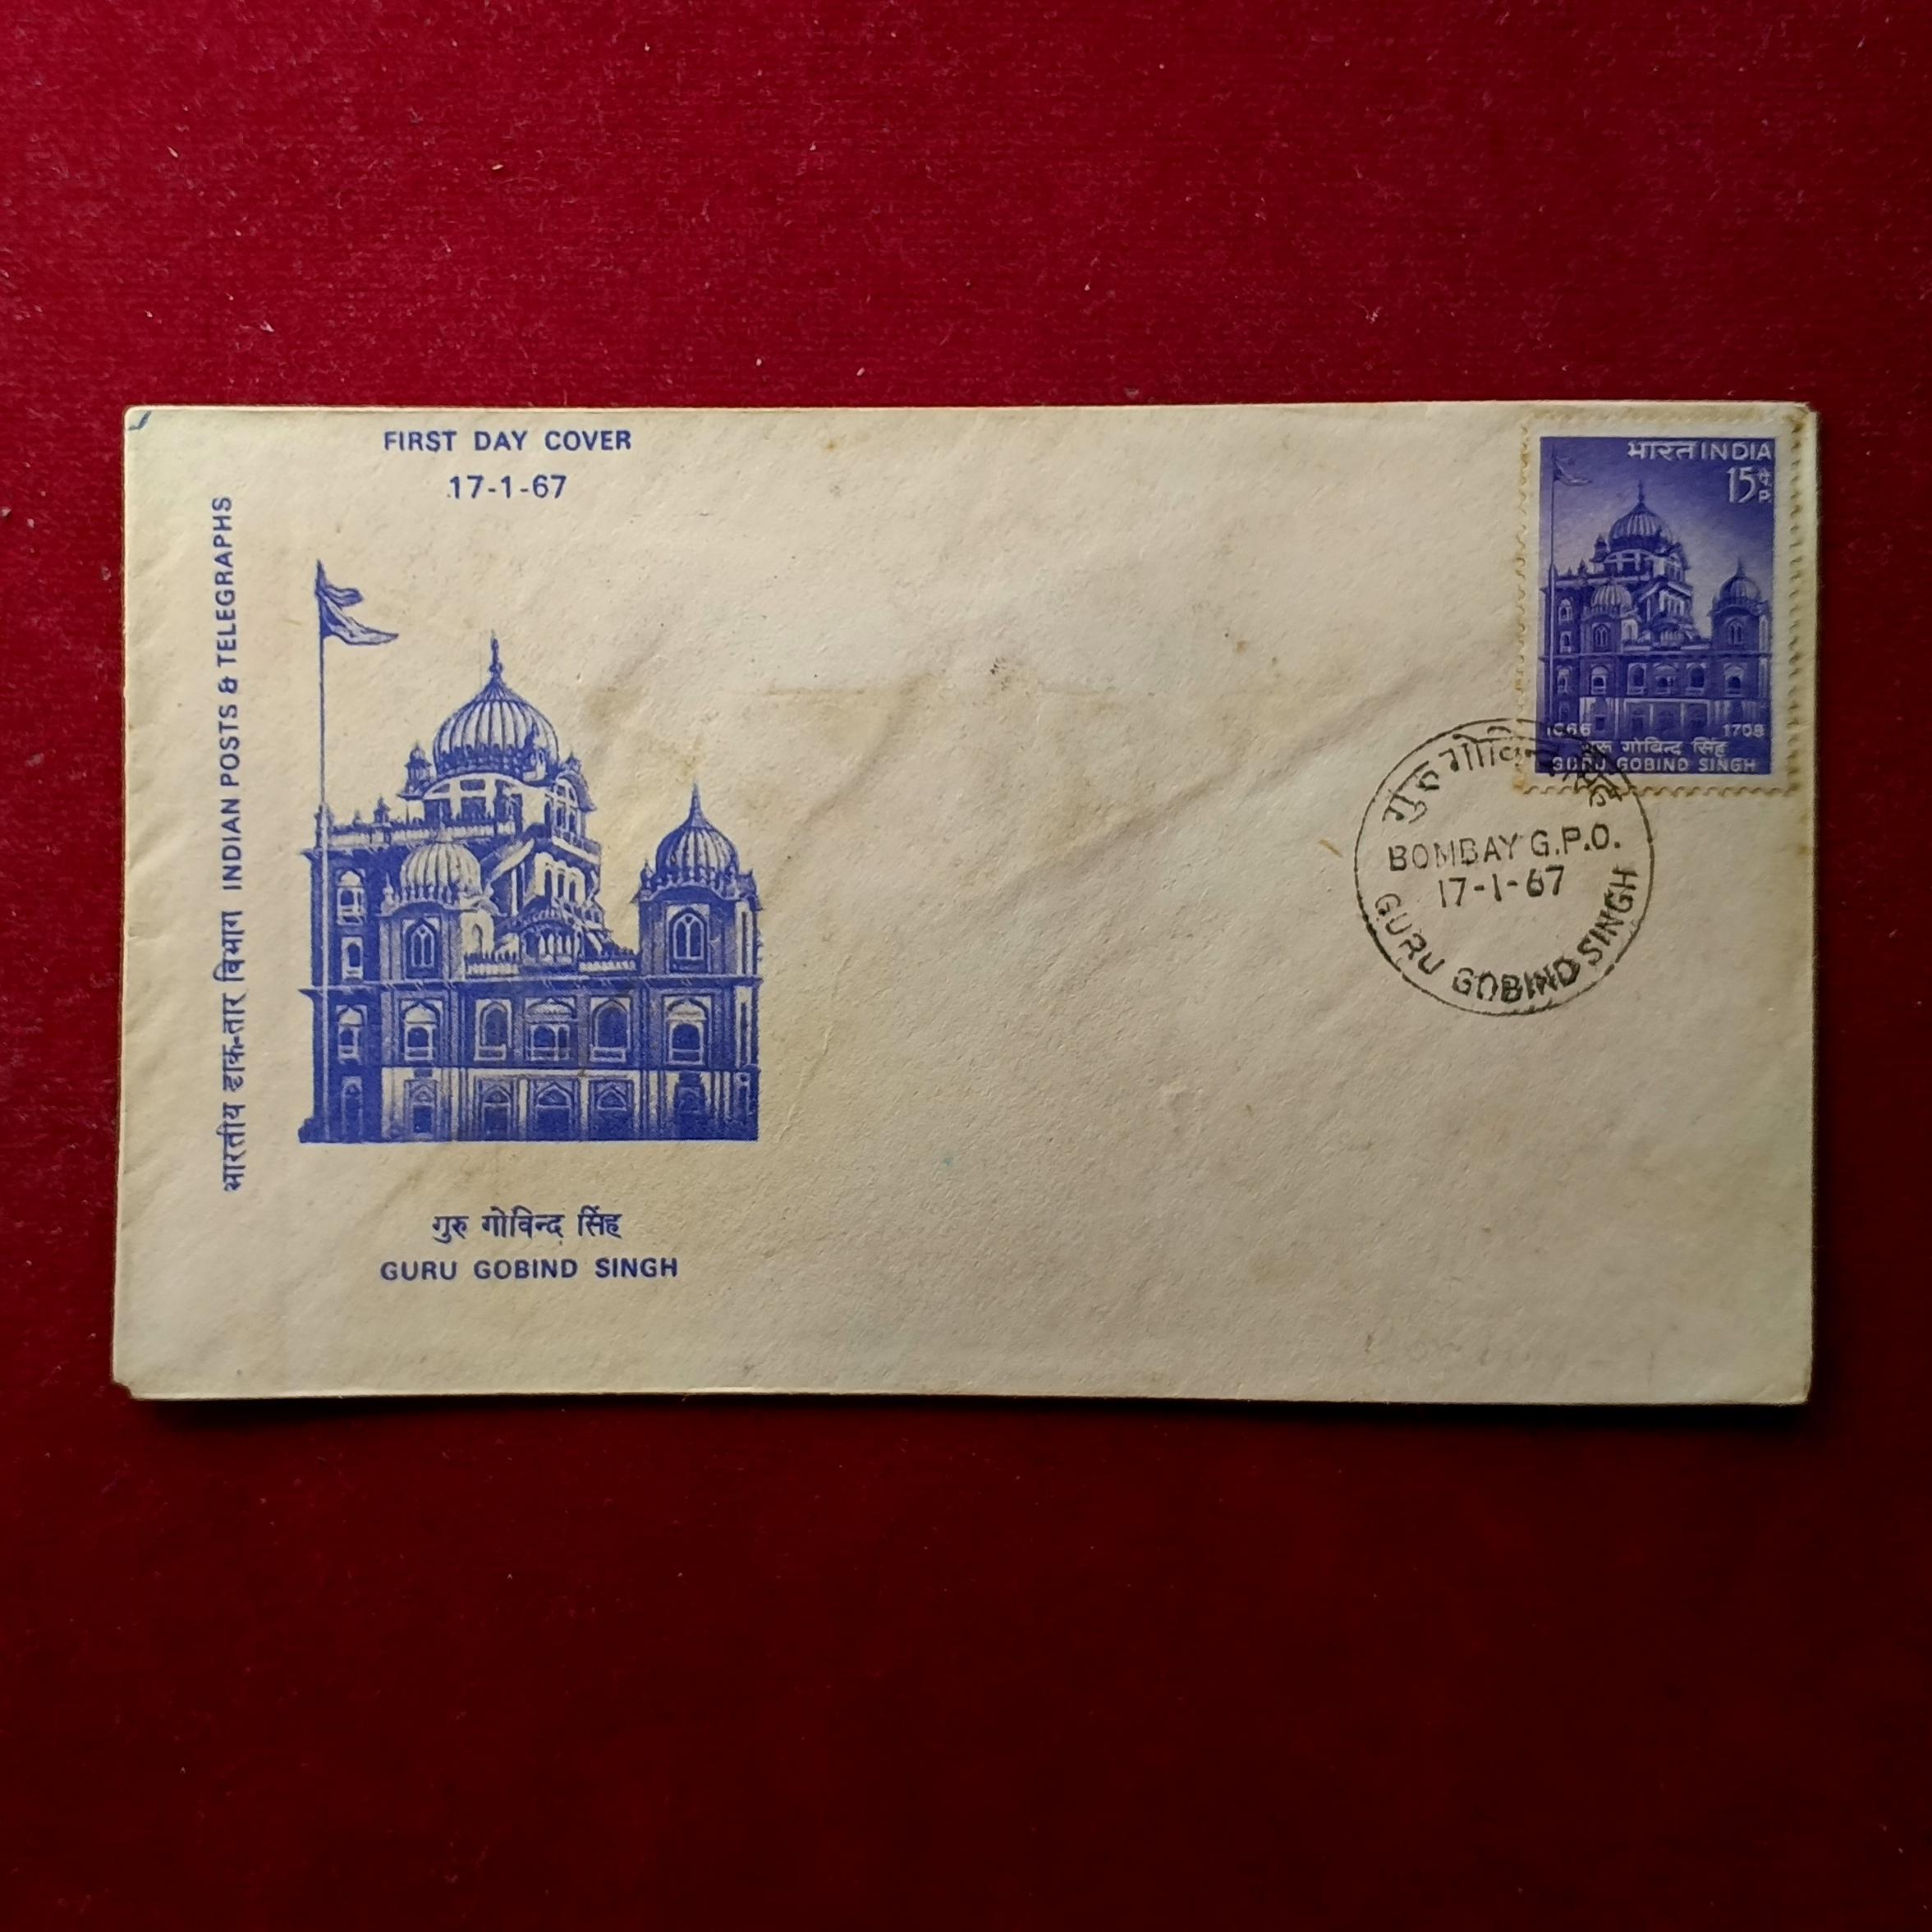 FIRST DAY COVER
17-1-67
भारतीय डाक-तार विभाग INDIAN POSTS & TELEGRAPHS
गुरु गोविन्द सिंह
GURU GOBIND SINGH
भारत INDIA
15 पै. P.
1666 1708
गुरू गोबिन्द सिंह
GURU GOBIND SINGH
गुरु गोविन्द
BOMBAY G.P.O.
17-1-67
GURU GOBIND SINGH